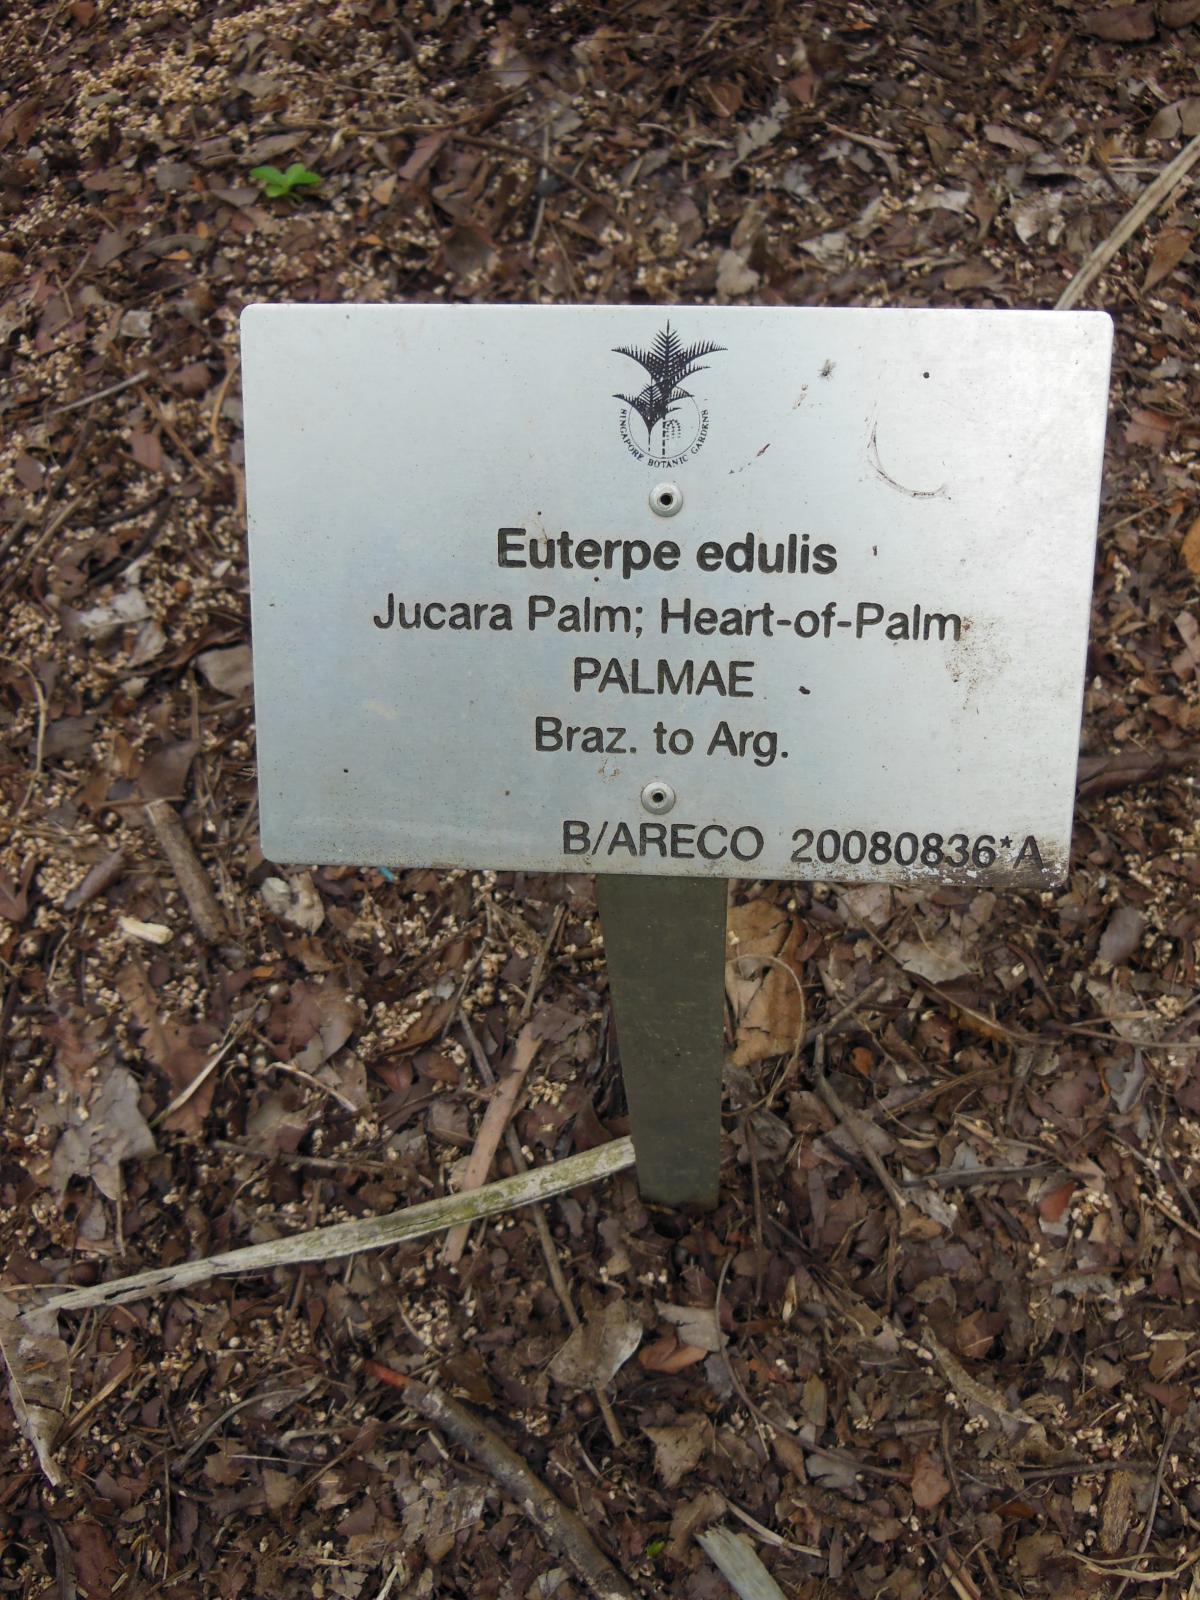 SINGAPORE BOTANIC GARDENS
Euterpe edulis
Jucara Palm; Heart-of-Palm
PALMAE
Braz. to Arg.
B/ARECO 20080836*A